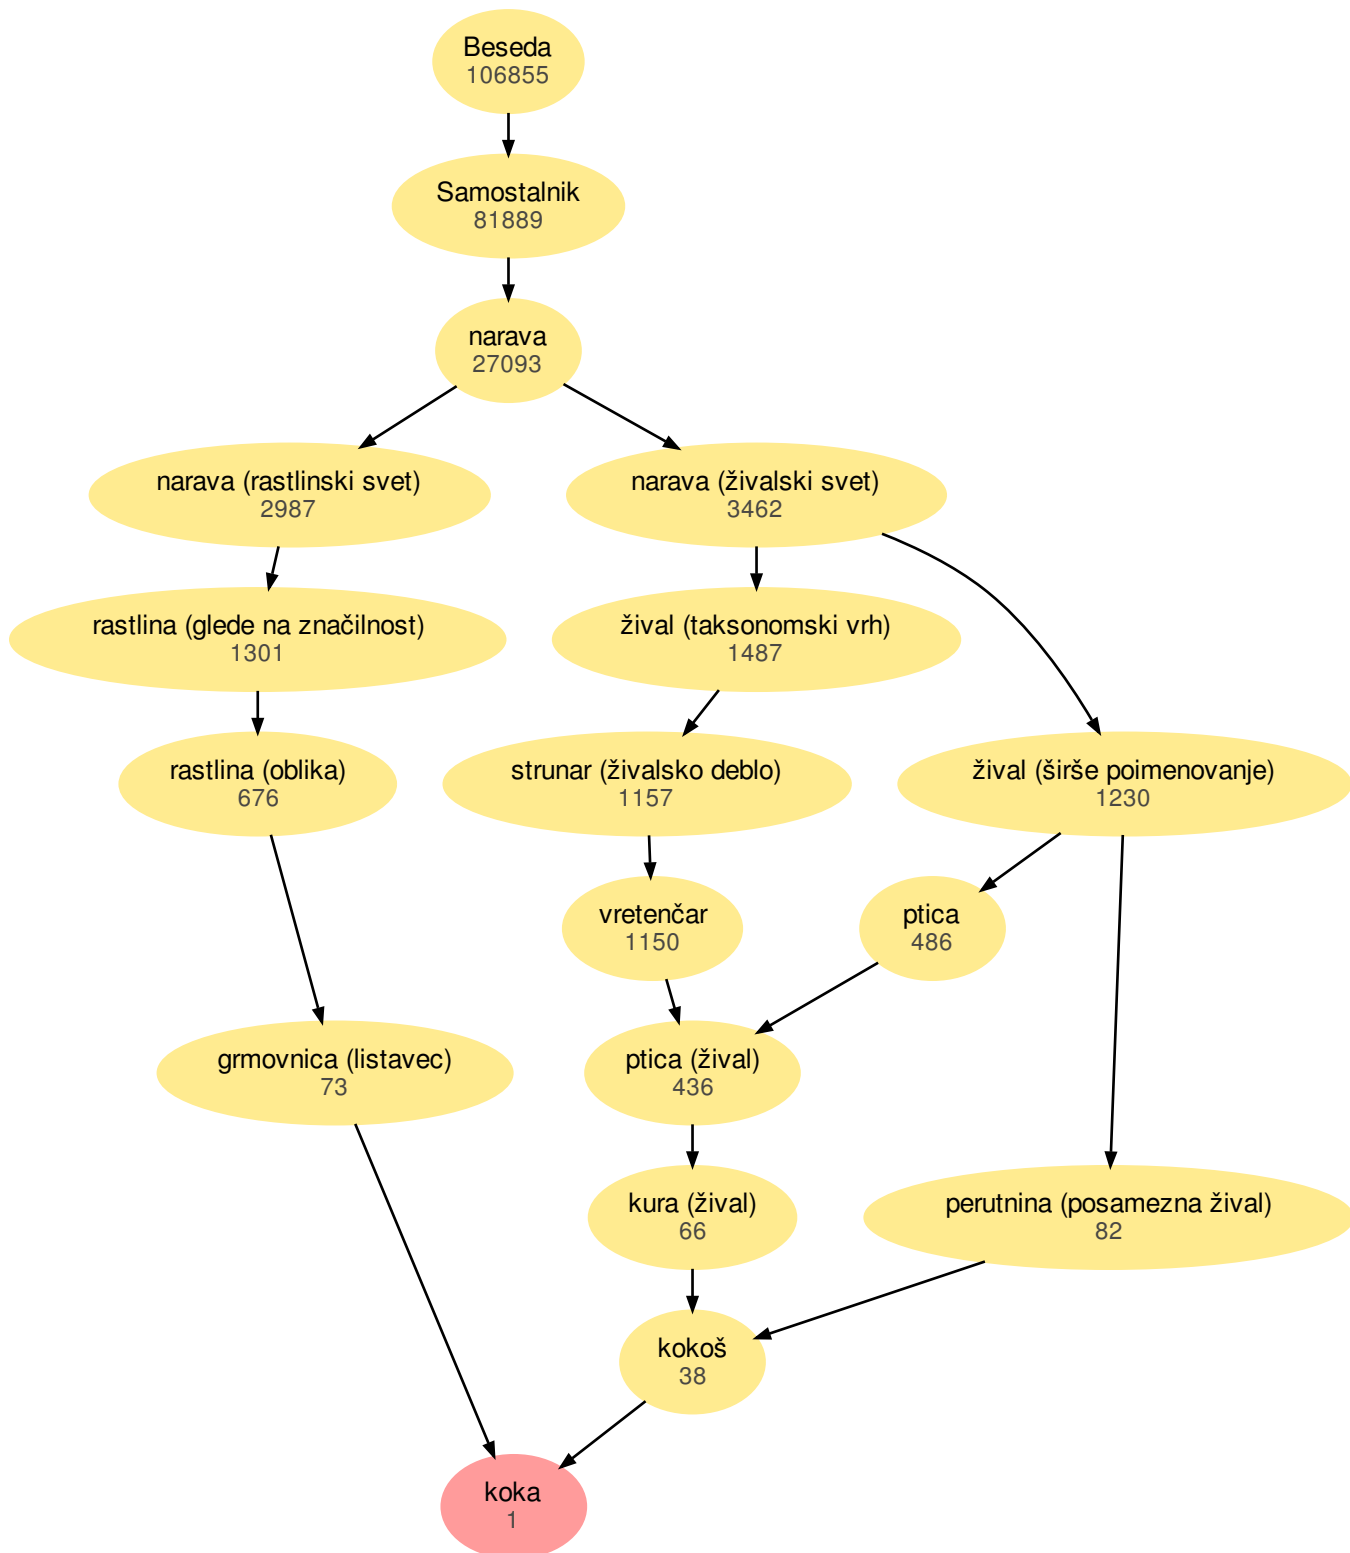 Beseda
106855
Samostalnik
81889
narava
27093
narava (rastlinski svet)
2987
narava (živalski svet)
3462
rastlina (glede na značilnost)
1301
žival (taksonomski vrh)
1487
rastlina (oblika)
676
strunar (živalsko deblo)
1157
žival (širše poimenovanje)
1230
vretenčar
1150
ptica
486
grmovnica (listavec)
73
ptica (žival)
436
kura (žival)
66
perutnina (posamezna žival)
82
kokoš
38
koka
1